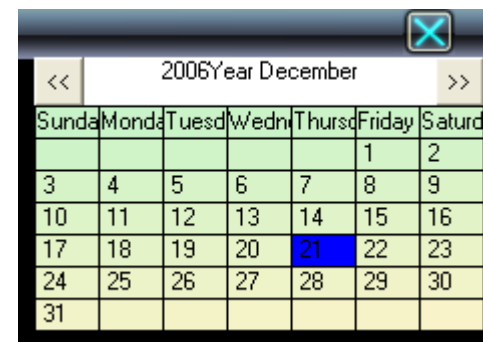 << 2006Year December >>
Sunda Monda Tuesd Wedn Thursd Friday Saturd
1 2
3 4 5 6 7 8 9
10 11 12 13 14 15 16
17 18 19 20 21 22 23
24 25 26 27 28 29 30
31